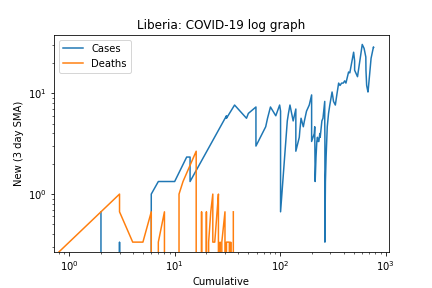 Liberia: COVID-19 log graph
Cases
Deaths
New (3 day SMA)
10¹
10⁰
10⁰ 10¹ 10² 10³
Cumulative